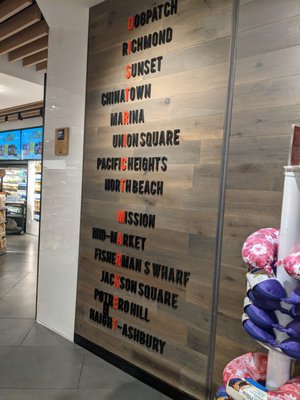 DOGPATCH
RICHMOND
SUNSET
CHINATOWN
MARINA
UNION SQUARE
PACIFIC HEIGHTS
NORTH BEACH
MISSION
MID-MARKET
FISHERMAN'S WHARF
JACKSON SQUARE
POTRERO HILL
HAIGHT-ASHBURY